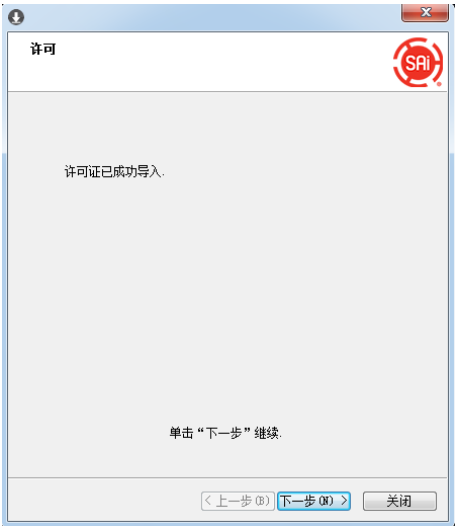 许可
SAi
许可证已成功导入.
单击“下一步”继续.
< 上一步(B) 下一步(N) > 关闭